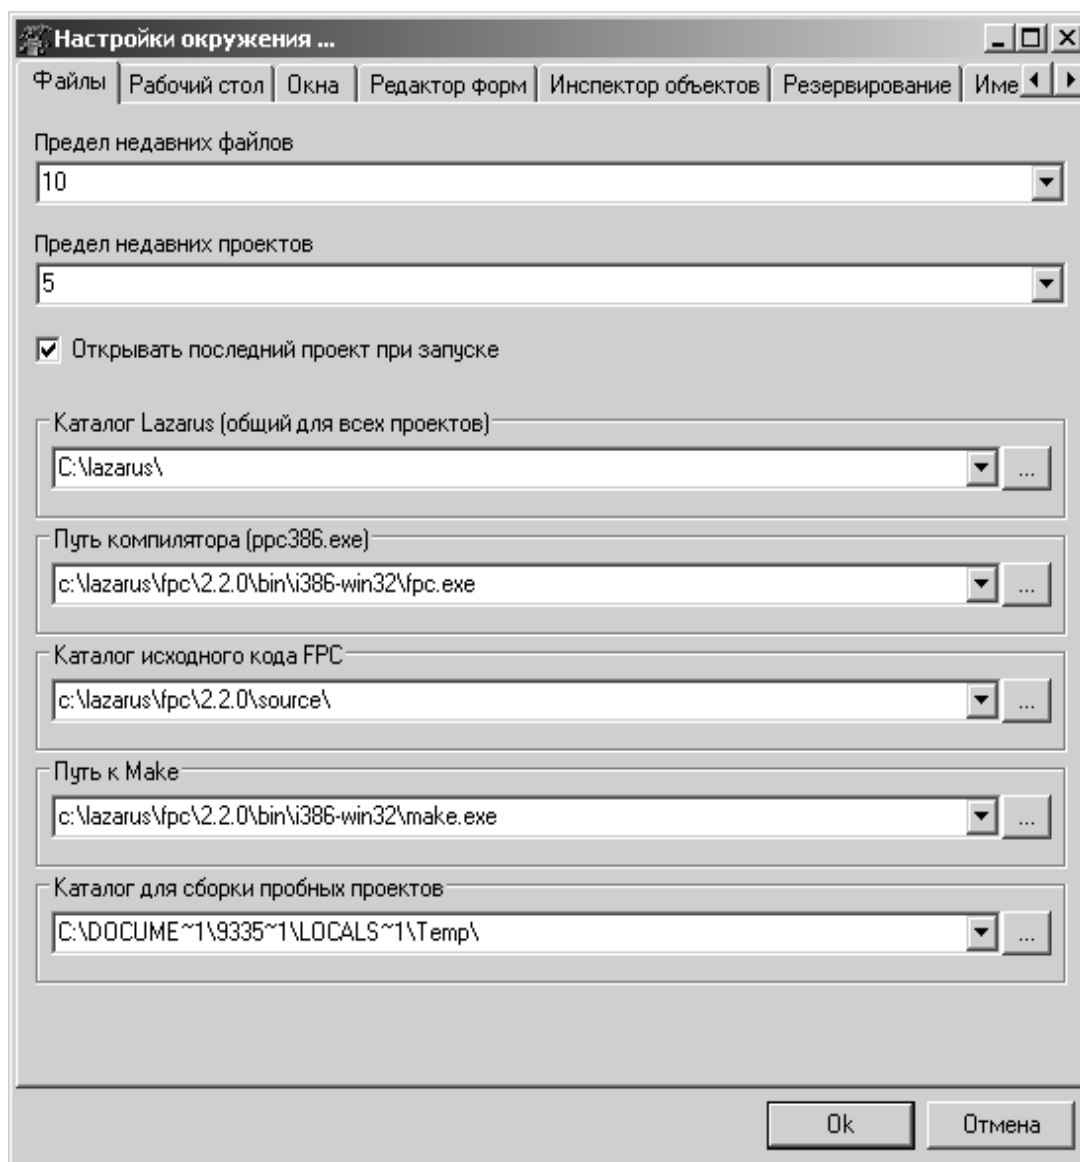 Настройки окружения ...
Файлы Рабочий стол Окна Редактор форм Инспектор объектов Резервирование Име
Предел недавних файлов
10
Предел недавних проектов
5
Открывать последний проект при запуске
Каталог Lazarus (общий для всех проектов)
C:\lazarus\ ...
Путь компилятора (ppc386.exe)
c:\lazarus\fpc\2.2.0\bin\i386-win32\fpc.exe ...
Каталог исходного кода FPC
c:\lazarus\fpc\2.2.0\source\ ...
Путь к Make
c:\lazarus\fpc\2.2.0\bin\i386-win32\make.exe ...
Каталог для сборки пробных проектов
C:\DOCUME~1\9335~1\LOCALS~1\Temp\ ...
Ok Отмена